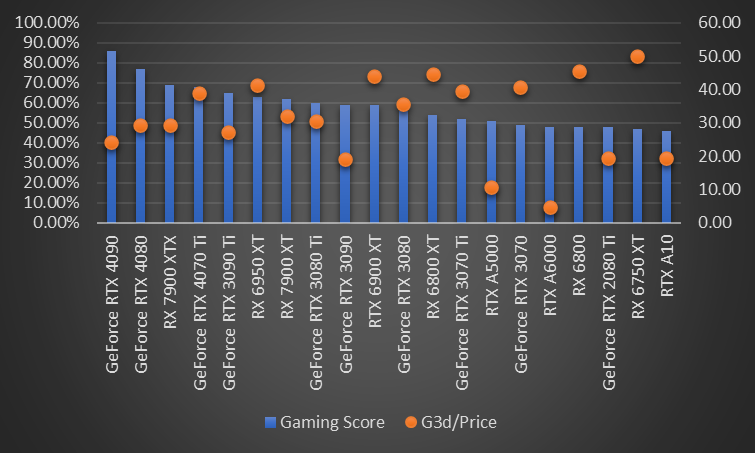 100.00%
90.00%
80.00%
70.00%
60.00%
50.00%
40.00%
30.00%
20.00%
10.00%
0.00%
60.00
50.00
40.00
30.00
20.00
10.00
0.00
GeForce RTX 4090
GeForce RTX 4080
RX 7900 XTX
GeForce RTX 4070 Ti
GeForce RTX 3090 Ti
RX 6950 XT
RX 7900 XT
GeForce RTX 3080 Ti
GeForce RTX 3090
RTX 6900 XT
GeForce RTX 3080
RX 6800 XT
GeForce RTX 3070 Ti
RTX A5000
GeForce RTX 3070
RTX A6000
RX 6800
GeForce RTX 2080 Ti
RX 6750 XT
RTX A10
Gaming Score
G3d/Price